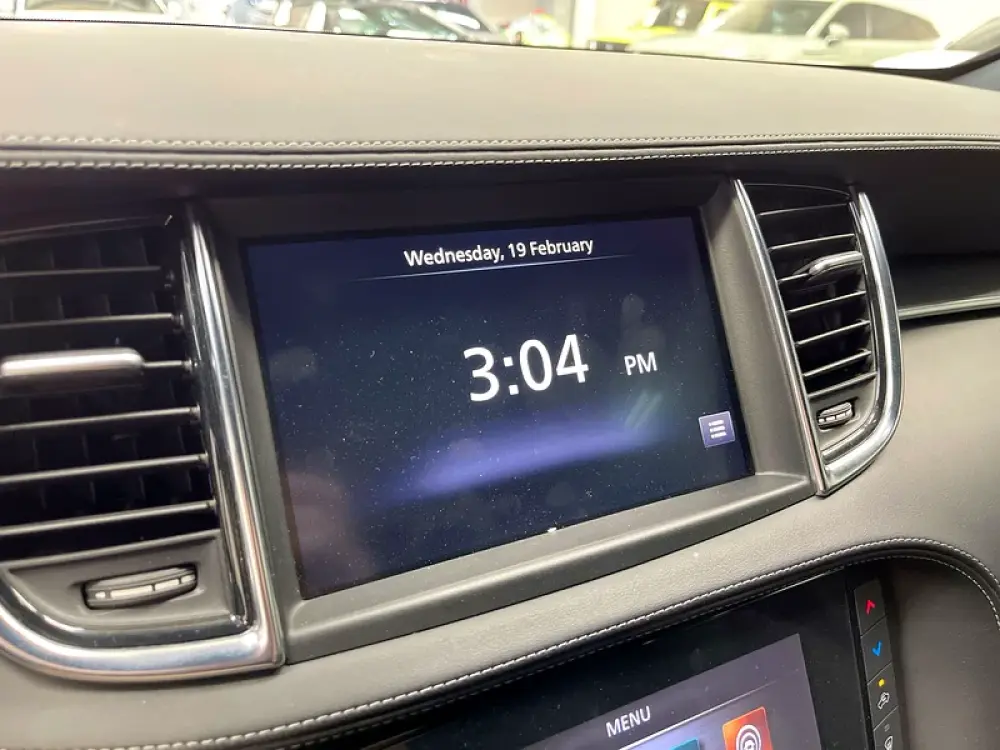 Wednesday, 19 February
3:04 PM
MENU